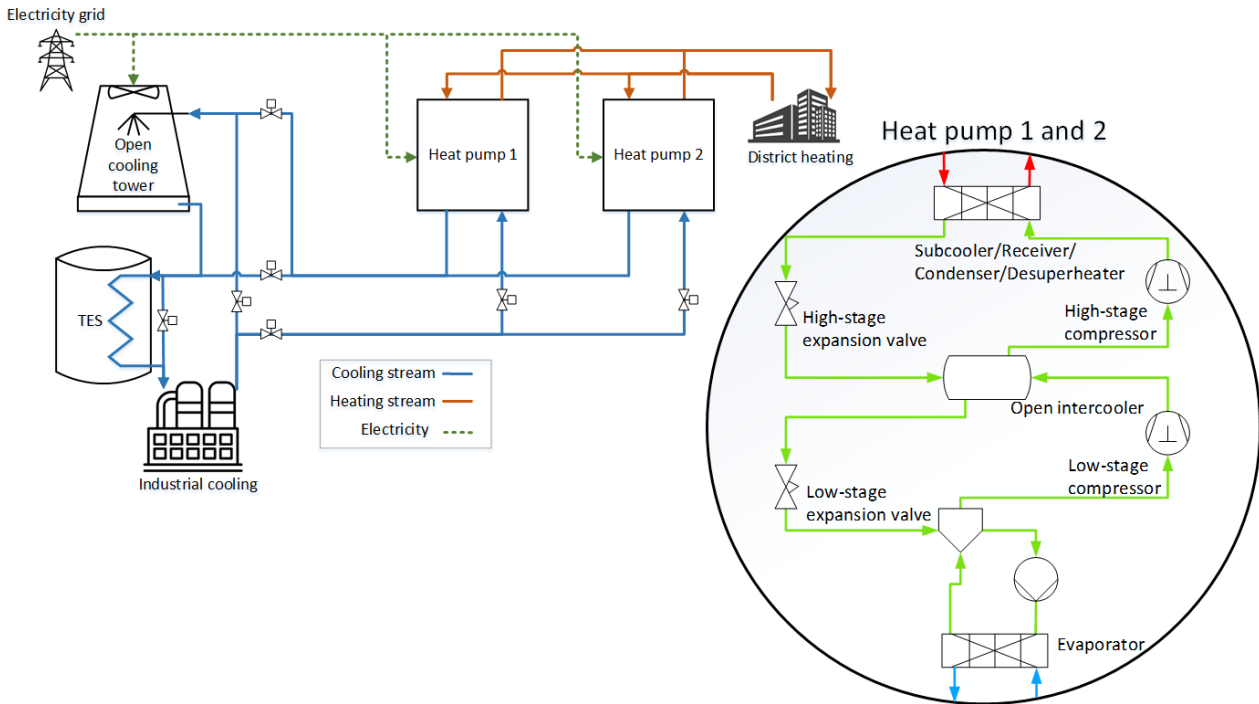 Electricity grid
Open
cooling
tower
Heat pump 1
Heat pump 2
District heating
TES
Industrial cooling
Cooling stream
Heating stream
Electricity
Heat pump 1 and 2
Subcooler/Receiver/
Condenser/Desuperheater
High-stage
expansion valve
High-stage
compressor
Open intercooler
Low-stage
expansion valve
Low-stage
compressor
Evaporator